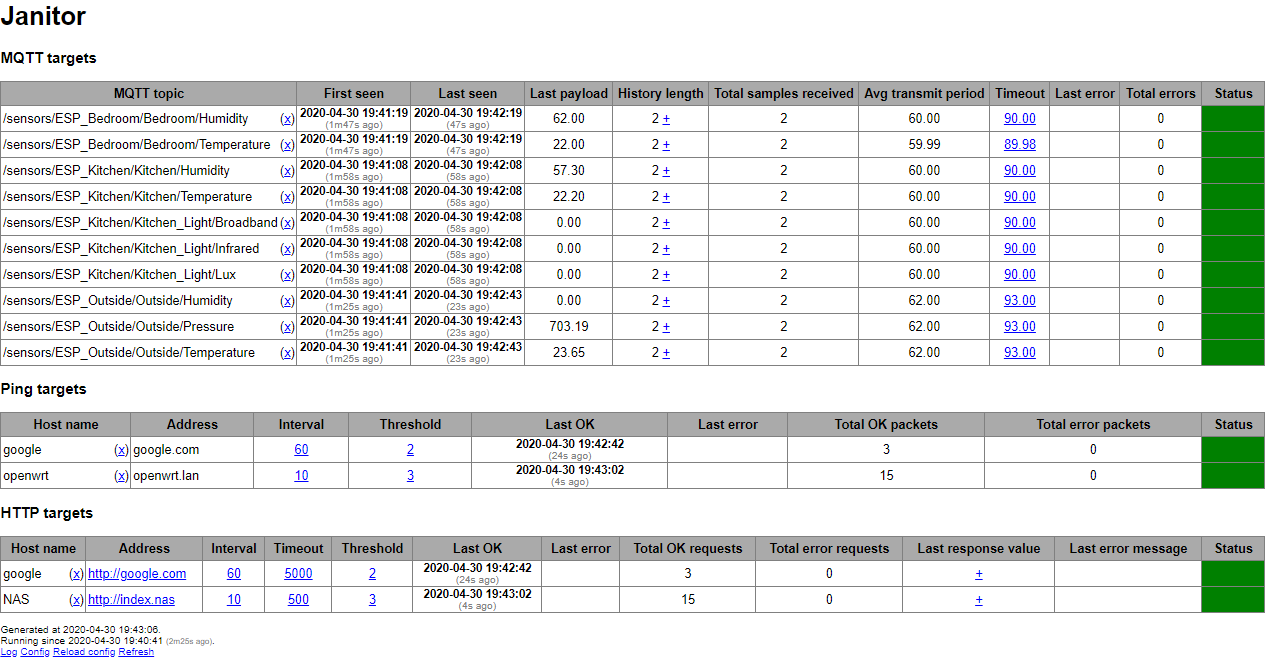 Janitor
MQTT targets
MQTT topic First seen Last seen Last payload History length Total samples received Avg transmit period Timeout Last error Total errors Status
/sensors/ESP_Bedroom/Bedroom/Humidity (x) 2020-04-30 19:41:19 2020-04-30 19:42:19 62.00 2 + 2 60.00 90.00 0
(1m47s ago) (47s ago)
/sensors/ESP_Bedroom/Bedroom/Temperature (x) 2020-04-30 19:41:19 2020-04-30 19:42:19 22.00 2 + 2 59.99 89.98 0
(1m47s ago) (47s ago)
/sensors/ESP_Kitchen/Kitchen/Humidity (x) 2020-04-30 19:41:08 2020-04-30 19:42:08 57.30 2 + 2 60.00 90.00 0
(1m58s ago) (58s ago)
/sensors/ESP_Kitchen/Kitchen/Temperature (x) 2020-04-30 19:41:08 2020-04-30 19:42:08 22.20 2 + 2 60.00 90.00 0
(1m58s ago) (58s ago)
/sensors/ESP_Kitchen/Kitchen_Light/Broadband (x) 2020-04-30 19:41:08 2020-04-30 19:42:08 0.00 2 + 2 60.00 90.00 0
(1m58s ago) (58s ago)
/sensors/ESP_Kitchen/Kitchen_Light/Infrared (x) 2020-04-30 19:41:08 2020-04-30 19:42:08 0.00 2 + 2 60.00 90.00 0
(1m58s ago) (58s ago)
/sensors/ESP_Kitchen/Kitchen_Light/Lux (x) 2020-04-30 19:41:08 2020-04-30 19:42:08 0.00 2 + 2 60.00 90.00 0
(1m58s ago) (58s ago)
/sensors/ESP_Outside/Outside/Humidity (x) 2020-04-30 19:41:41 2020-04-30 19:42:43 0.00 2 + 2 62.00 93.00 0
(1m25s ago) (23s ago)
/sensors/ESP_Outside/Outside/Pressure (x) 2020-04-30 19:41:41 2020-04-30 19:42:43 703.19 2 + 2 62.00 93.00 0
(1m25s ago) (23s ago)
/sensors/ESP_Outside/Outside/Temperature (x) 2020-04-30 19:41:41 2020-04-30 19:42:43 23.65 2 + 2 62.00 93.00 0
(1m25s ago) (23s ago)
Ping targets
Host name Address Interval Threshold Last OK Last error Total OK packets Total error packets Status
google (x) google.com 60 2 2020-04-30 19:42:42 3 0
(24s ago)
openwrt (x) openwrt.lan 10 3 2020-04-30 19:43:02 15 0
(4s ago)
HTTP targets
Host name Address Interval Timeout Threshold Last OK Last error Total OK requests Total error requests Last response value Last error message Status
google (x) http://google.com 60 5000 2 2020-04-30 19:42:42 3 0 +
(24s ago)
NAS (x) http://index.nas 10 500 3 2020-04-30 19:43:02 15 0 +
(4s ago)
Generated at 2020-04-30 19:43:06.
Running since 2020-04-30 19:40:41 (2m25s ago).
Log Config Reload config Refresh